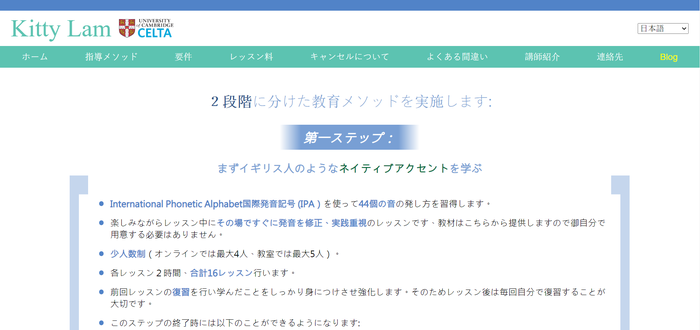 Kitty Lam
UNIVERSITY
of CAMBRIDGE
CELTA
日本語
ホーム 指導メソッド 要件 レッスン料 キャンセルについて よくある間違い 講師紹介 連絡先 Blog
２段階に分けた教育メソッドを実施します:
第一ステップ：
まずイギリス人のようなネイティブアクセントを学ぶ
International Phonetic Alphabet国際発音記号 (IPA ) を使って44個の音の発し方を習得します。
楽しみながらレッスン中にその場ですぐに発音を修正、実践重視のレッスンです、教材はこちらから提供しますので御自分で
用意する必要はありません。
少人数制 ( オンラインでは最大4人、教室では最大5人 ) 。
各レッスン２時間、合計16レッスン行います。
前回レッスンの復習を行い学んだことをしっかり身につけさせ強化します。そのためレッスン後は毎回自分で復習することが
大切です。
このステップの終了時には以下のことができるようになります: